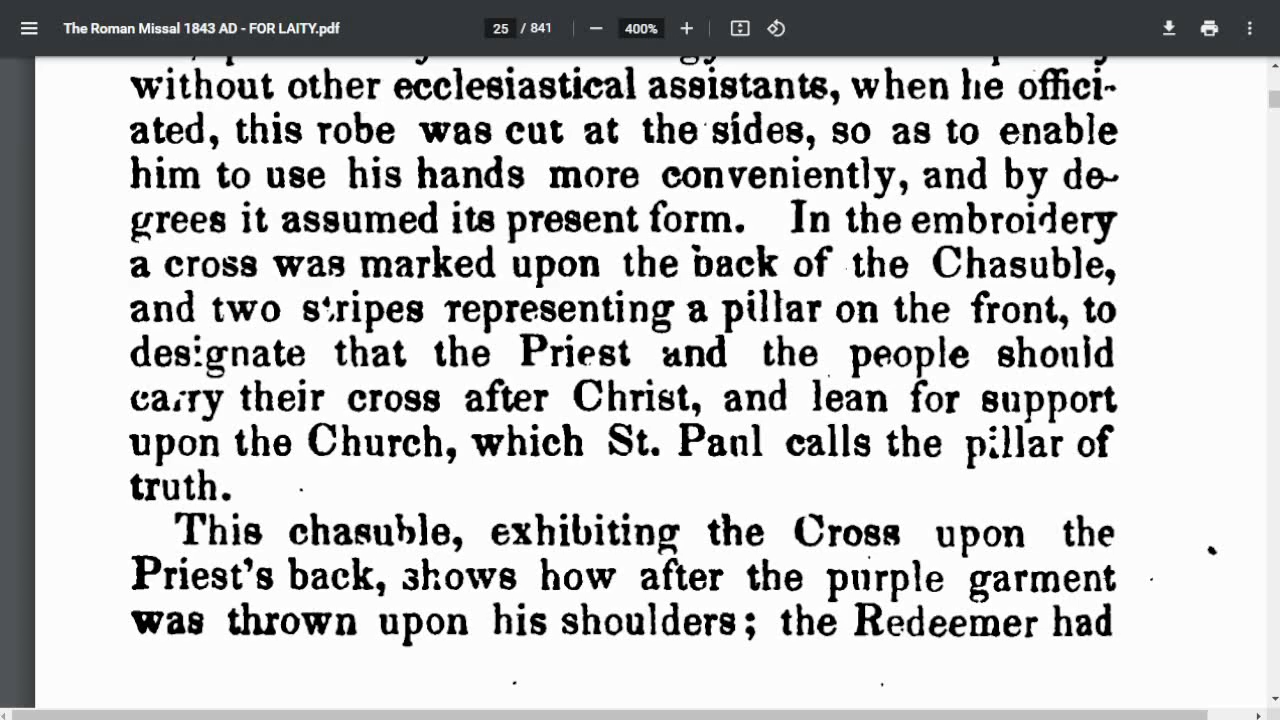 The Roman Missal 1843 AD - FOR LAITY.pdf
25 / 841
400%
without other ecclesiastical assistants, when he offici-
ated, this robe was cut at the sides, so as to enable
him to use his hands more conveniently, and by de-
grees it assumed its present form. In the embroidery
a cross was marked upon the back of the Chasuble,
and two stripes representing a pillar on the front, to
designate that the Priest and the people should
carry their cross after Christ, and lean for support
upon the Church, which St. Paul calls the pillar of
truth.
This chasuble, exhibiting the Cross upon the
Priest's back, shows how after the purple garment
was thrown upon his shoulders; the Redeemer had